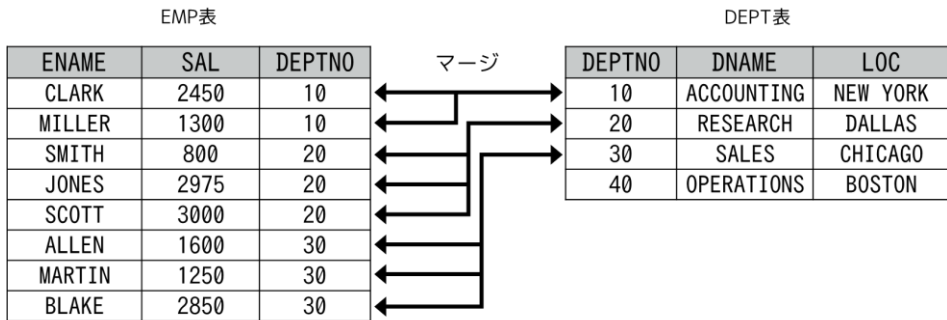 EMP表 DEPT表
ENAME SAL DEPTNO マージ DEPTNO DNAME LOC
CLARK 2450 10 10 ACCOUNTING NEW YORK
MILLER 1300 10 20 RESEARCH DALLAS
SMITH 800 20 30 SALES CHICAGO
JONES 2975 20 40 OPERATIONS BOSTON
SCOTT 3000 20
ALLEN 1600 30
MARTIN 1250 30
BLAKE 2850 30